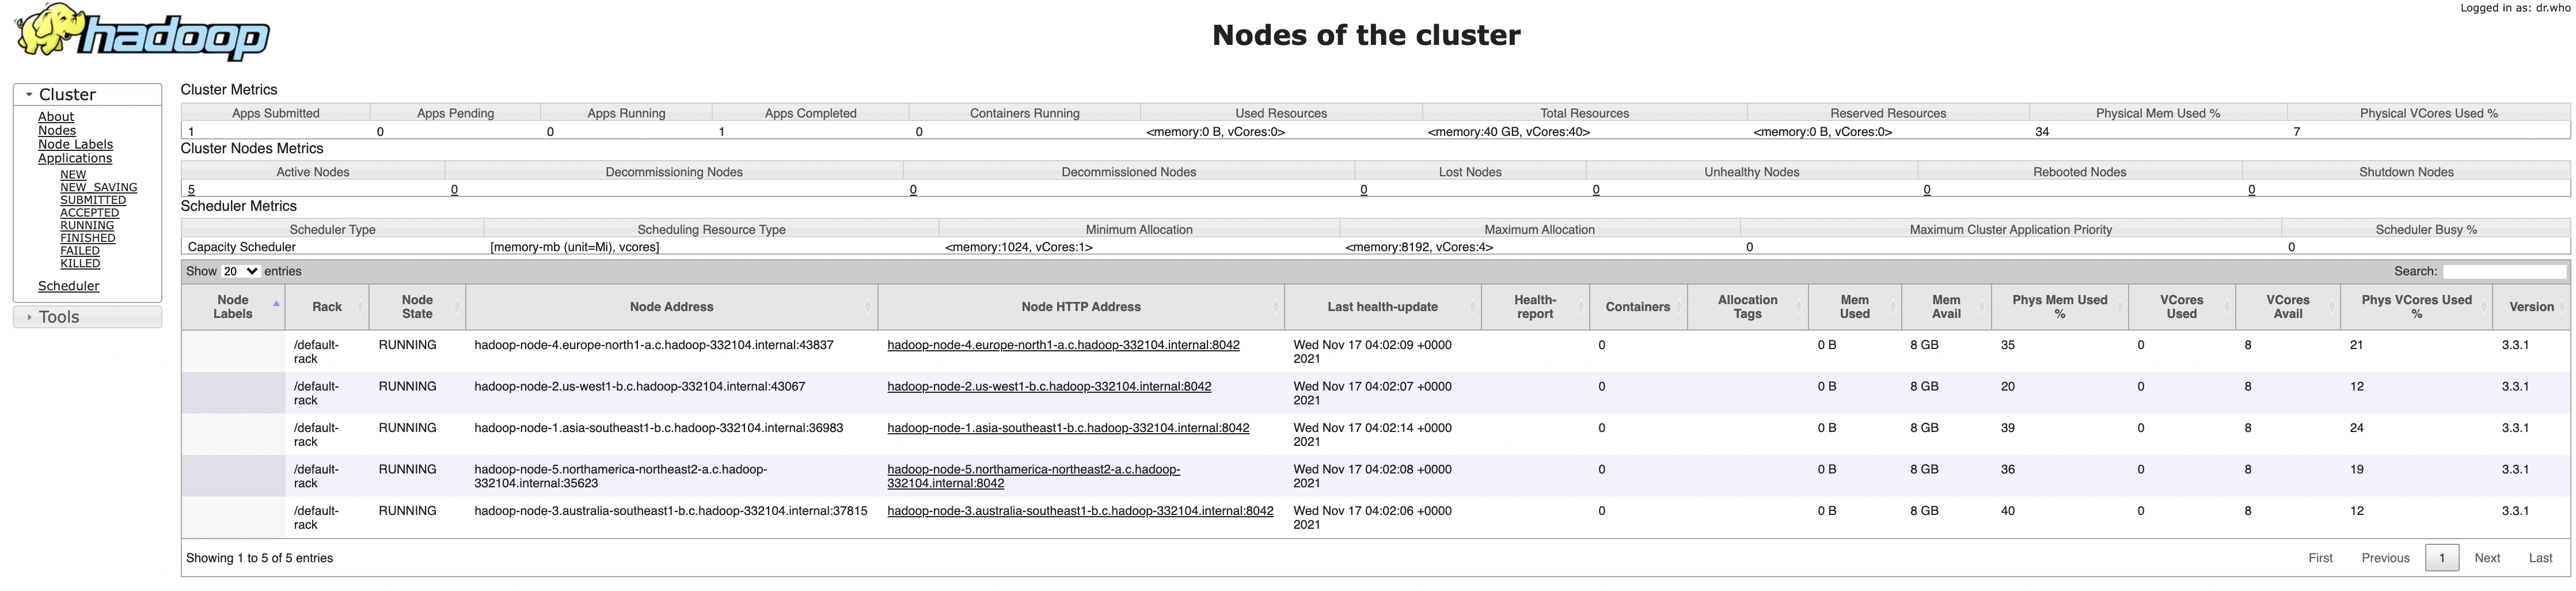 Logged in as: dr.who
hadoop
Nodes of the cluster
Cluster
About
Nodes
Node Labels
Applications
NEW
NEW_SAVING
SUBMITTED
ACCEPTED
RUNNING
FINISHED
FAILED
KILLED
Scheduler
Tools
Cluster Metrics
Apps Submitted Apps Pending Apps Running Apps Completed Containers Running Used Resources Total Resources Reserved Resources Physical Mem Used % Physical VCores Used %
1 0 0 1 0 <memory:0 B, vCores:0> <memory:40 GB, vCores:40> <memory:0 B, vCores:0> 34 7
Cluster Nodes Metrics
Active Nodes Decommissioning Nodes Decommissioned Nodes Lost Nodes Unhealthy Nodes Rebooted Nodes Shutdown Nodes
5 0 0 0 0 0 0
Scheduler Metrics
Scheduler Type Scheduling Resource Type Minimum Allocation Maximum Allocation Maximum Cluster Application Priority Scheduler Busy %
Capacity Scheduler [memory-mb (unit=Mi), vcores] <memory:1024, vCores:1> <memory:8192, vCores:4> 0 0
Show 20 entries Search:
Node Labels Rack Node State Node Address Node HTTP Address Last health-update Health-report Containers Allocation Tags Mem Used Mem Avail Phys Mem Used % VCores Used VCores Avail Phys VCores Used % Version
/default-rack RUNNING hadoop-node-4.europe-north1-a.c.hadoop-332104.internal:43837 hadoop-node-4.europe-north1-a.c.hadoop-332104.internal:8042 Wed Nov 17 04:02:09 +0000 2021 0 0 B 8 GB 35 0 8 21 3.3.1
/default-rack RUNNING hadoop-node-2.us-west1-b.c.hadoop-332104.internal:43067 hadoop-node-2.us-west1-b.c.hadoop-332104.internal:8042 Wed Nov 17 04:02:07 +0000 2021 0 0 B 8 GB 20 0 8 12 3.3.1
/default-rack RUNNING hadoop-node-1.asia-southeast1-b.c.hadoop-332104.internal:36983 hadoop-node-1.asia-southeast1-b.c.hadoop-332104.internal:8042 Wed Nov 17 04:02:14 +0000 2021 0 0 B 8 GB 39 0 8 24 3.3.1
/default-rack RUNNING hadoop-node-5.northamerica-northeast2-a.c.hadoop-332104.internal:35623 hadoop-node-5.northamerica-northeast2-a.c.hadoop-332104.internal:8042 Wed Nov 17 04:02:08 +0000 2021 0 0 B 8 GB 36 0 8 19 3.3.1
/default-rack RUNNING hadoop-node-3.australia-southeast1-b.c.hadoop-332104.internal:37815 hadoop-node-3.australia-southeast1-b.c.hadoop-332104.internal:8042 Wed Nov 17 04:02:06 +0000 2021 0 0 B 8 GB 40 0 8 12 3.3.1
Showing 1 to 5 of 5 entries First Previous 1 Next Last